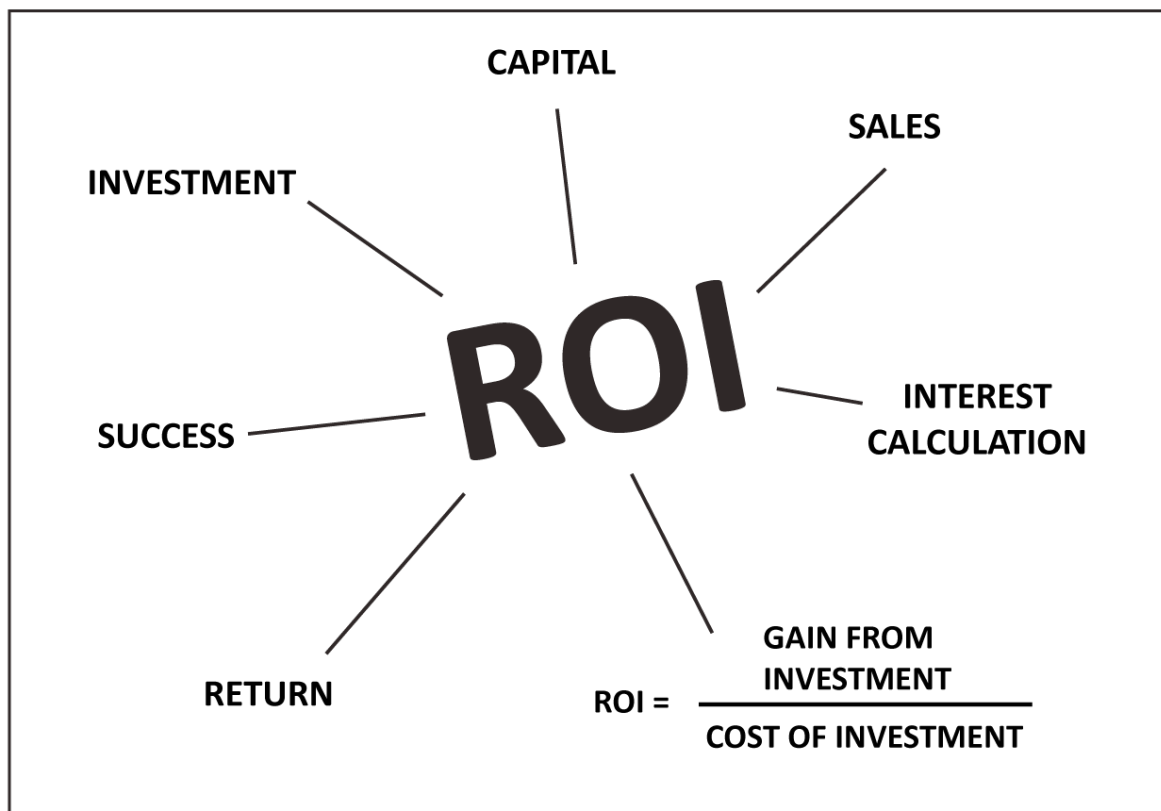 CAPITAL
SALES
INVESTMENT
ROI
INTEREST
CALCULATION
SUCCESS
RETURN
GAIN FROM
INVESTMENT
ROI =
COST OF INVESTMENT